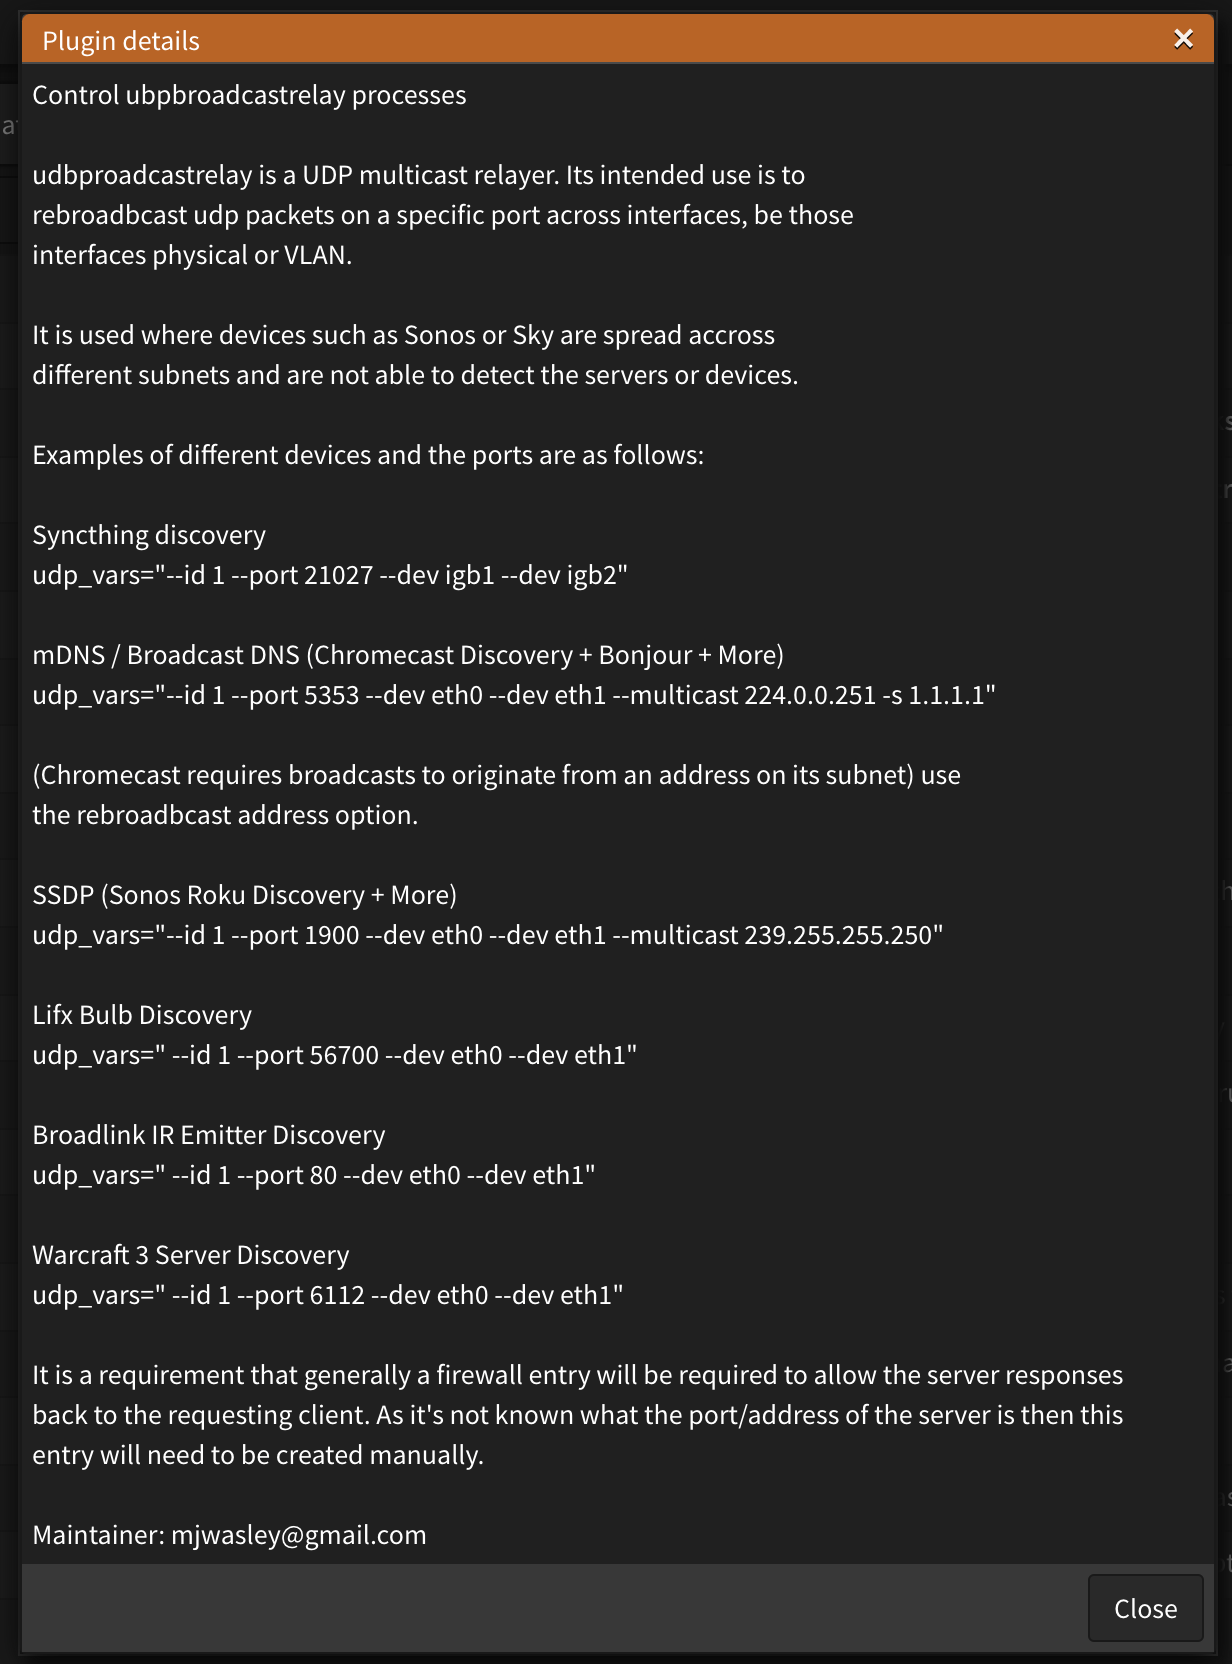 Plugin details
Control ubpbroadcastrelay processes
udbproadcastrelay is a UDP multicast relayer. Its intended use is to
rebroadbcast udp packets on a specific port across interfaces, be those
interfaces physical or VLAN.
It is used where devices such as Sonos or Sky are spread accross
different subnets and are not able to detect the servers or devices.
Examples of different devices and the ports are as follows:
Syncthing discovery
udp_vars="--id 1 --port 21027 --dev igb1 --dev igb2"
mDNS / Broadcast DNS (Chromecast Discovery + Bonjour + More)
udp_vars="--id 1 --port 5353 --dev eth0 --dev eth1 --multicast 224.0.0.251 -s 1.1.1.1"
(Chromecast requires broadcasts to originate from an address on its subnet) use
the rebroadbcast address option.
SSDP (Sonos Roku Discovery + More)
udp_vars="--id 1 --port 1900 --dev eth0 --dev eth1 --multicast 239.255.255.250"
Lifx Bulb Discovery
udp_vars=" --id 1 --port 56700 --dev eth0 --dev eth1"
Broadlink IR Emitter Discovery
udp_vars=" --id 1 --port 80 --dev eth0 --dev eth1"
Warcraft 3 Server Discovery
udp_vars=" --id 1 --port 6112 --dev eth0 --dev eth1"
It is a requirement that generally a firewall entry will be required to allow the server responses
back to the requesting client. As it's not known what the port/address of the server is then this
entry will need to be created manually.
Maintainer: mjwasley@gmail.com
Close